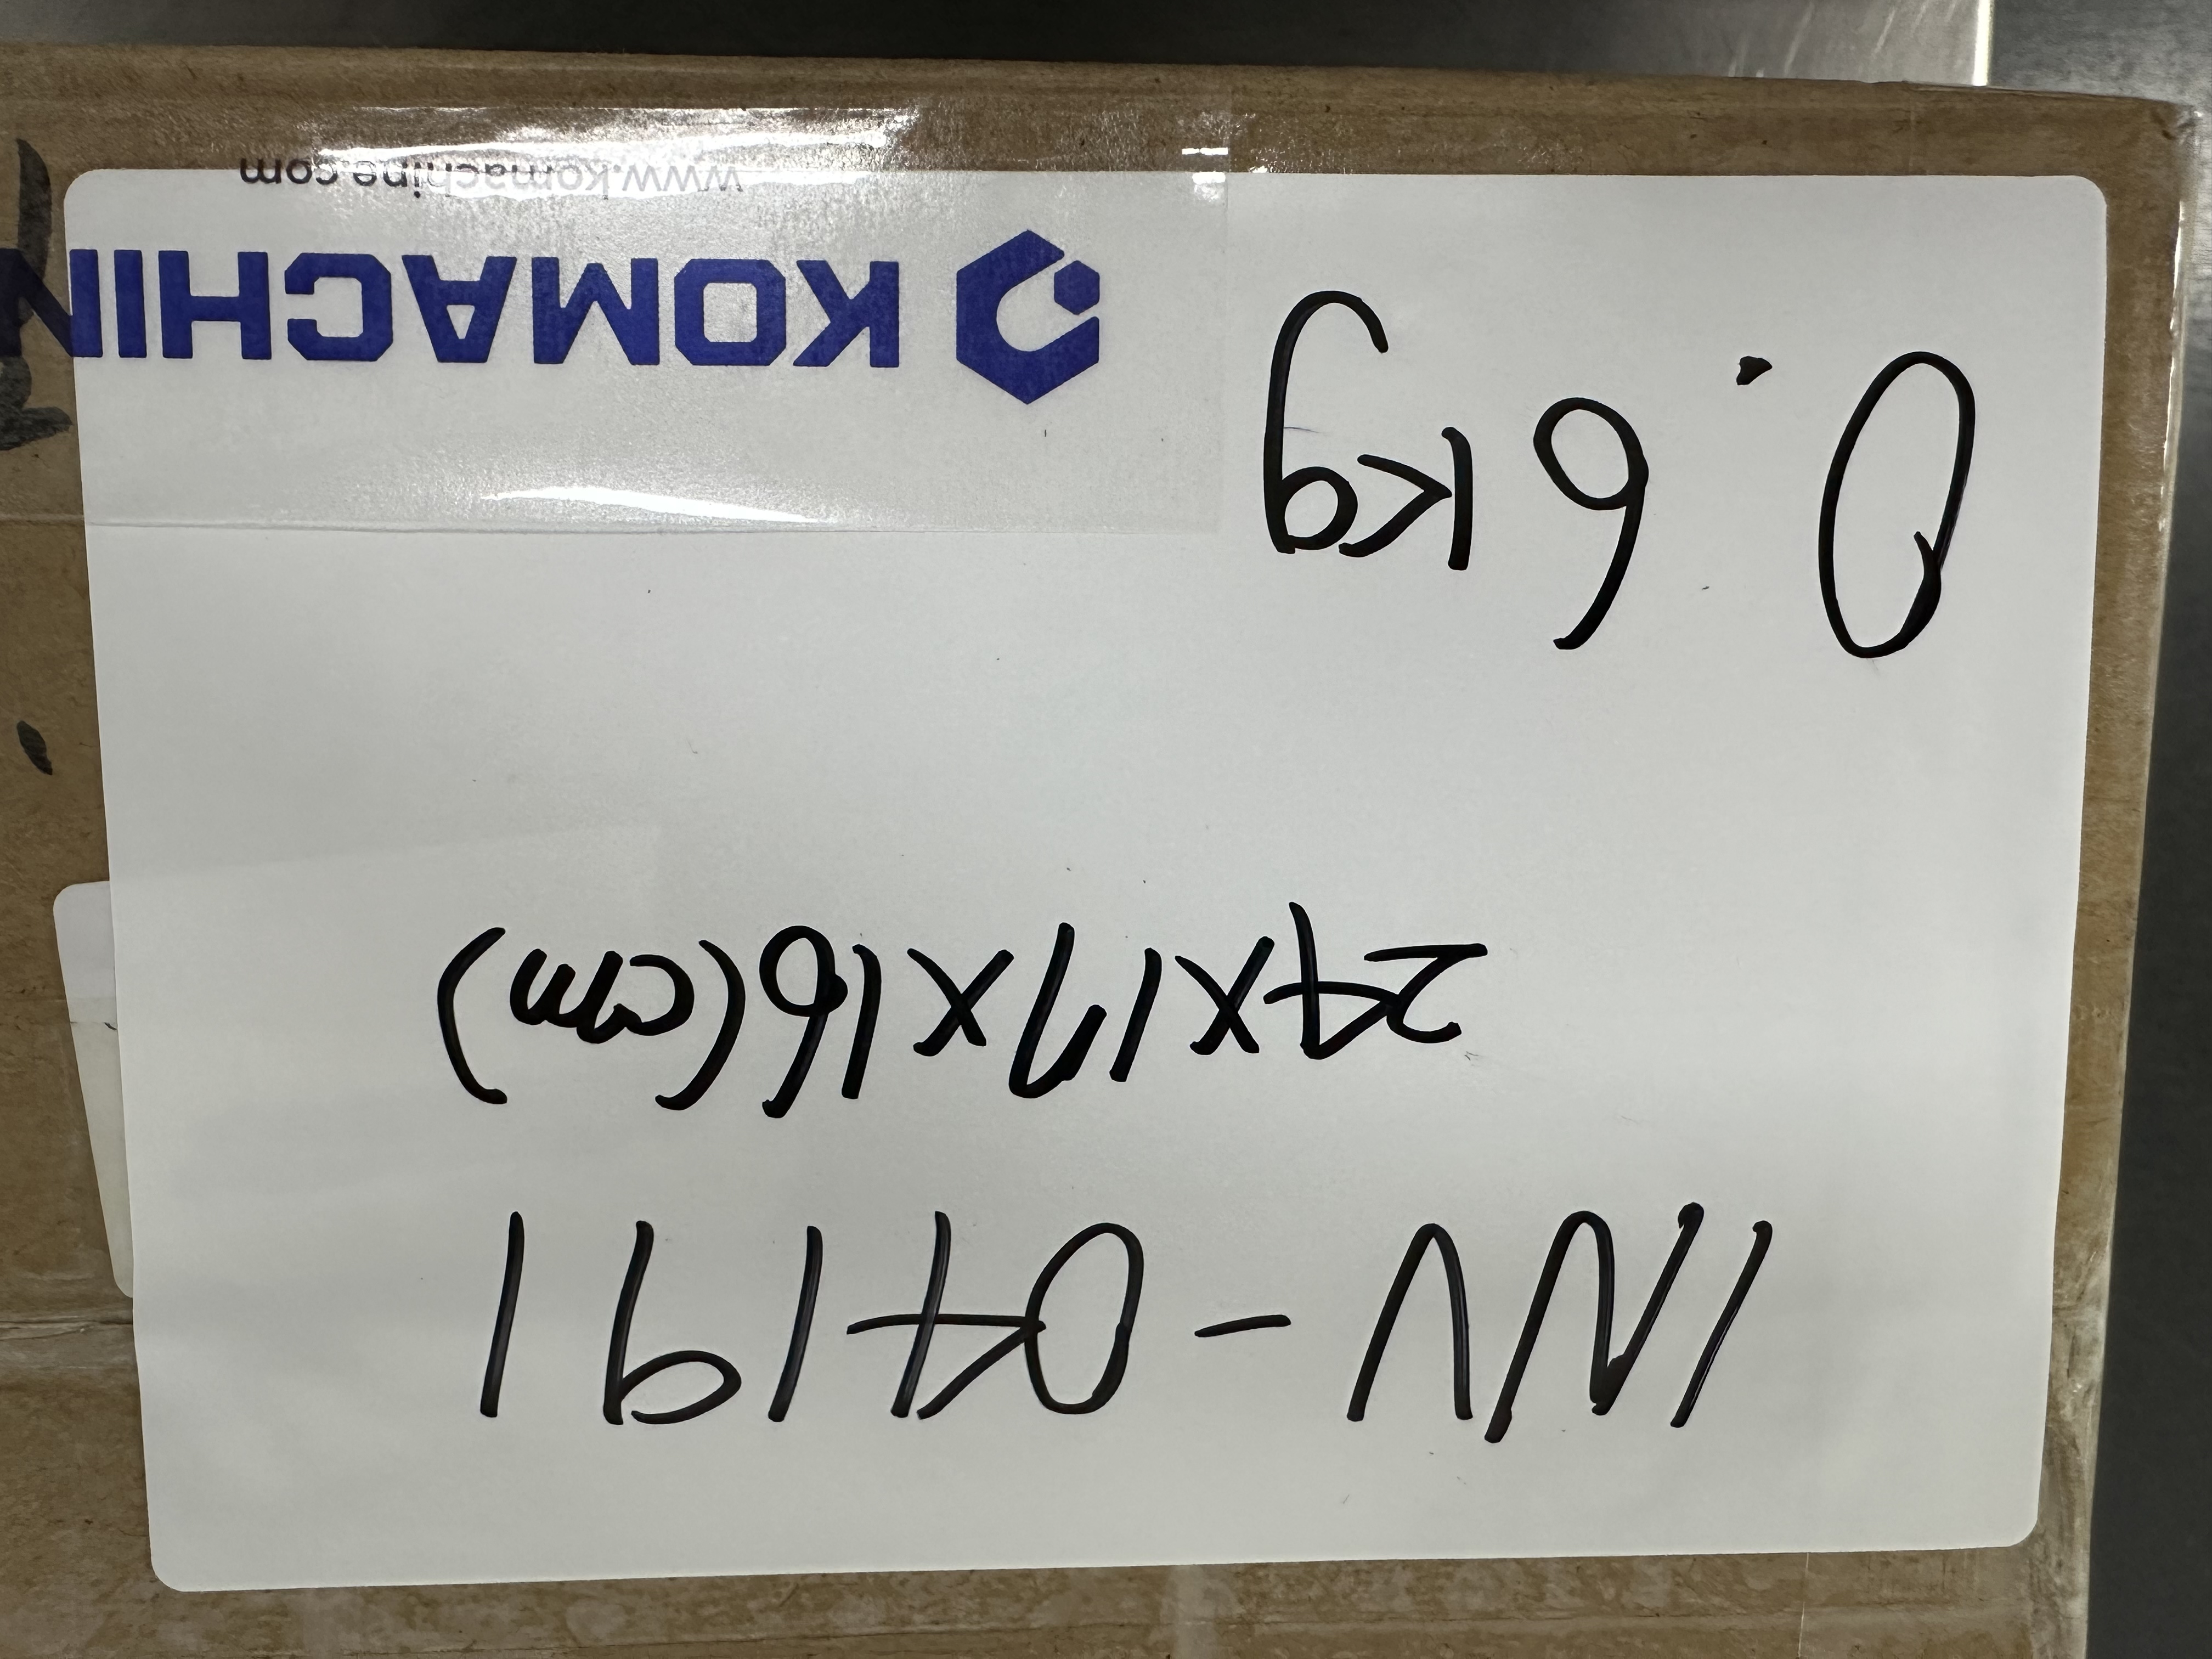 INV-04191
24x17x16(cm)
0.6kg
KOMACHIN
www.komachine.com